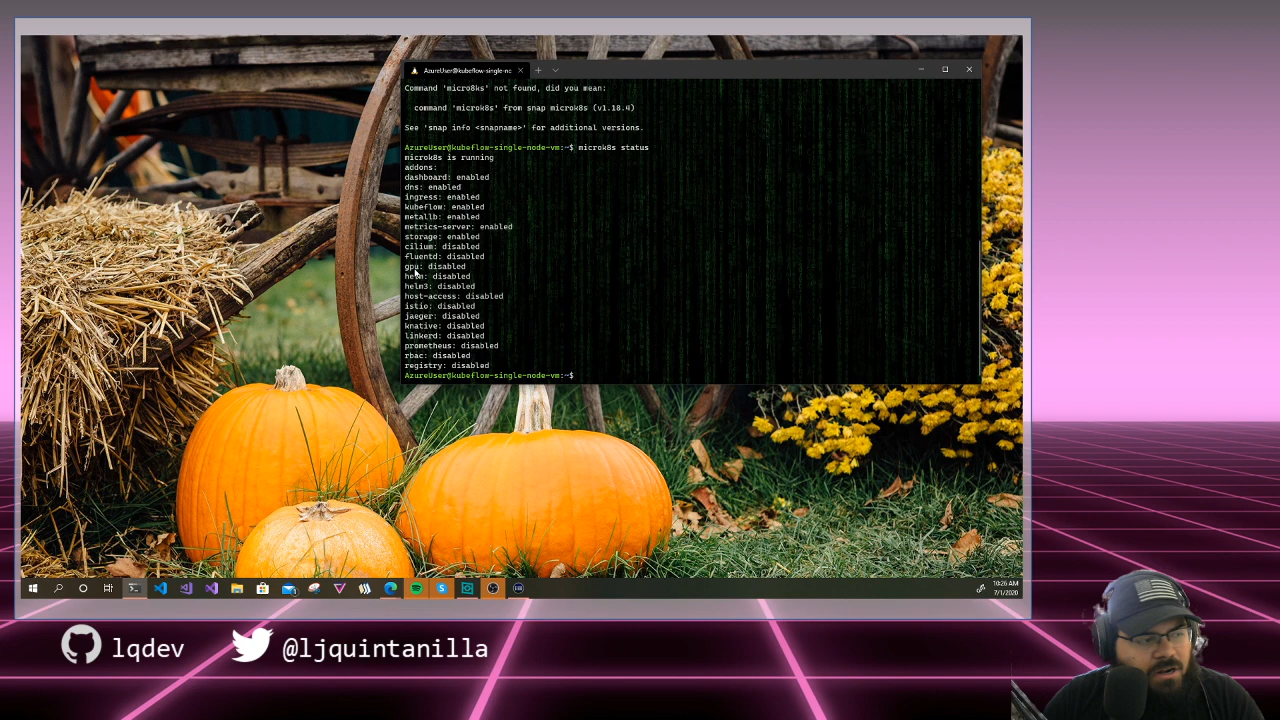 AzureUser@kubeflow-single-nc
Command 'micro8ks' not found, did you mean:
command 'microk8s' from snap microk8s (v1.18.4)
See 'snap info <snapname>' for additional versions.
AzureUser@kubeflow-single-node-vm:~$ microk8s status
microk8s is running
addons:
dashboard: enabled
dns: enabled
ingress: enabled
kubeflow: enabled
metallb: enabled
metrics-server: enabled
storage: enabled
cilium: disabled
fluentd: disabled
gpu: disabled
helm: disabled
helm3: disabled
host-access: disabled
istio: disabled
jaeger: disabled
knative: disabled
linkerd: disabled
prometheus: disabled
rbac: disabled
registry: disabled
AzureUser@kubeflow-single-node-vm:~$
10:26 AM
7/1/2020
lqdev @ljquintanilla